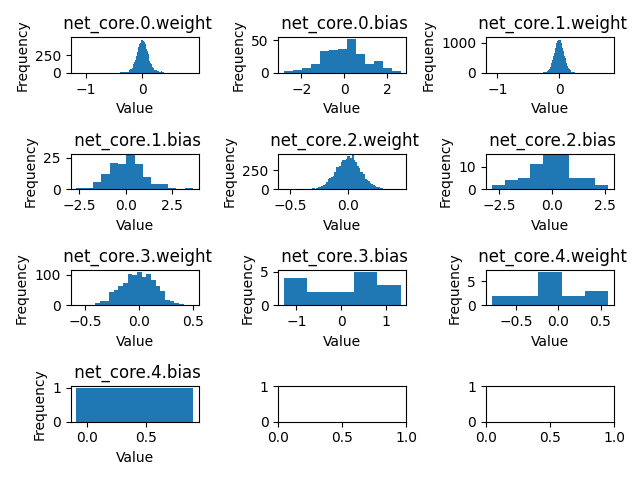 net_core.0.weight
Frequency
250
0
−1
0
Value
net_core.0.bias
Frequency
50
0
−2
0
2
Value
net_core.1.weight
Frequency
1000
0
−1
0
Value
net_core.1.bias
Frequency
25
0
−2.5
0.0
2.5
Value
net_core.2.weight
Frequency
250
0
−0.5
0.0
Value
net_core.2.bias
Frequency
10
0
−2.5
0.0
2.5
Value
net_core.3.weight
Frequency
100
0
−0.5
0.0
0.5
Value
net_core.3.bias
Frequency
5
0
−1
0
1
Value
net_core.4.weight
Frequency
5
0
−0.5
0.0
0.5
Value
net_core.4.bias
Frequency
1
0
0.0
0.5
Value
1
0
0.0
0.5
1.0
1
0
0.0
0.5
1.0